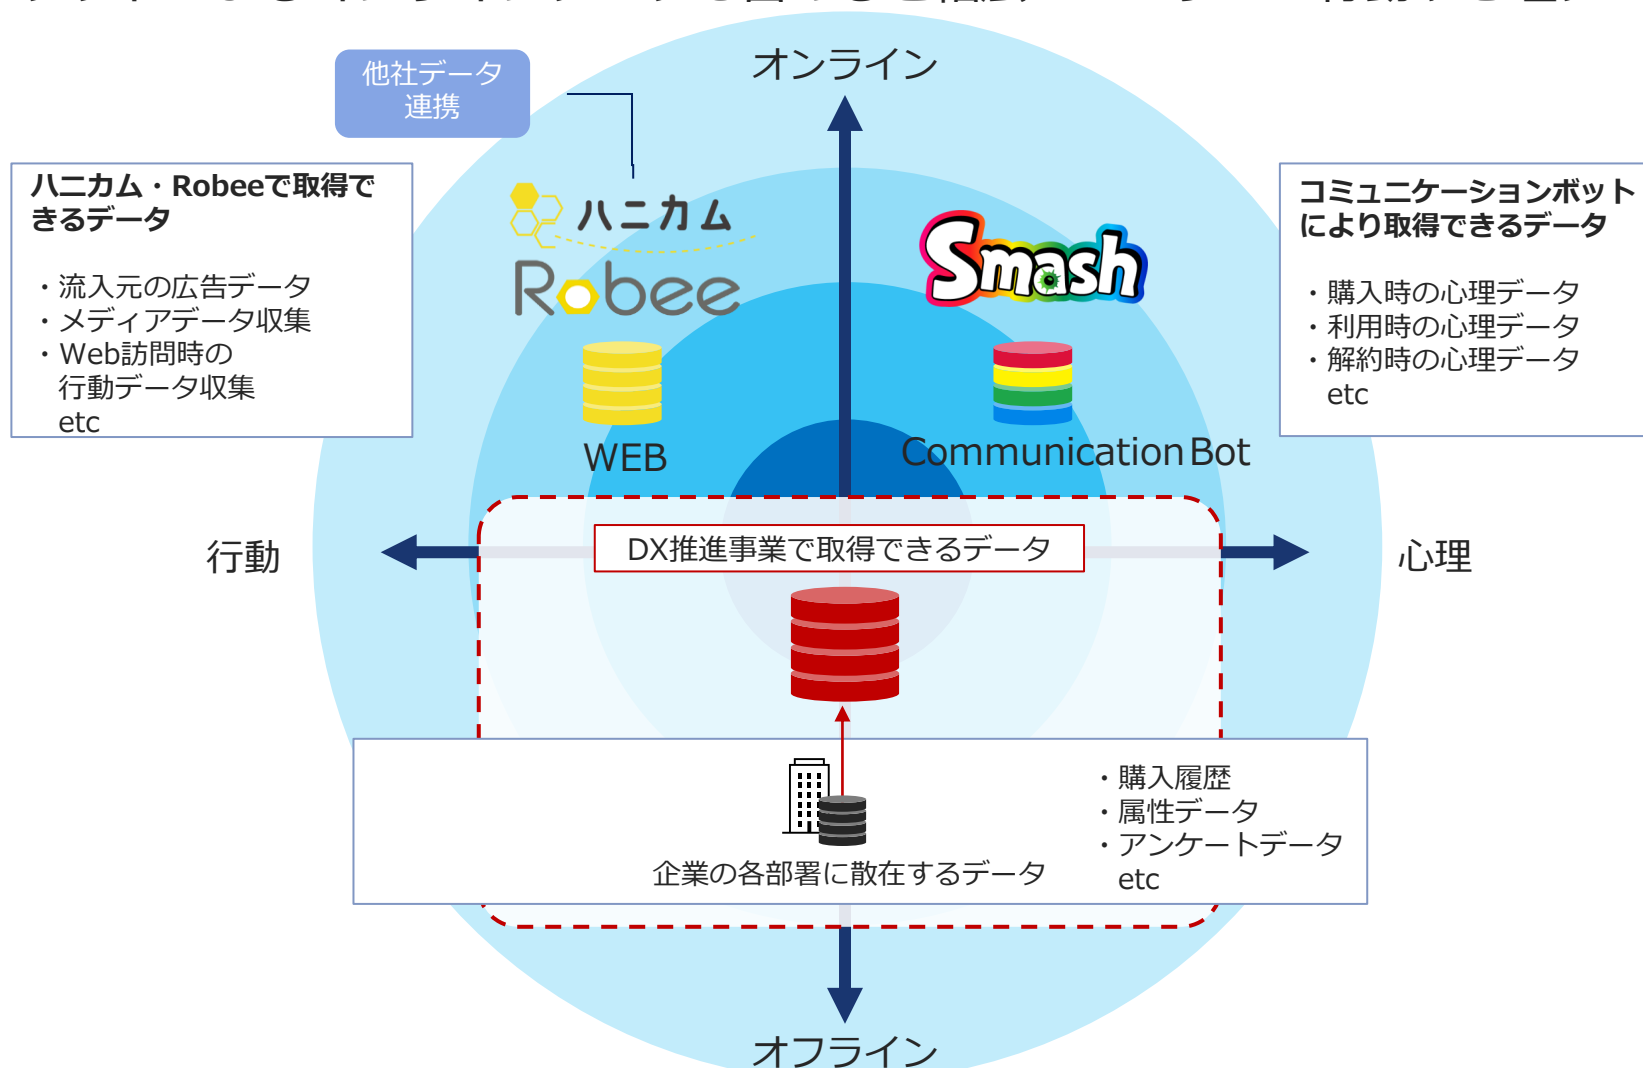 オンライン
他社データ
連携
ハニカム・Robeeで取得で
きるデータ
・流入元の広告データ
・メディアデータ収集
・Web訪問時の
行動データ収集
etc
ハニカム
Robee
WEB
Smash
Communication Bot
コミュニケーションボット
により取得できるデータ
・購入時の心理データ
・利用時の心理データ
・解約時の心理データ
etc
行動
DX推進事業で取得できるデータ
心理
企業の各部署に散在するデータ
・購入履歴
・属性データ
・アンケートデータ
etc
オフライン